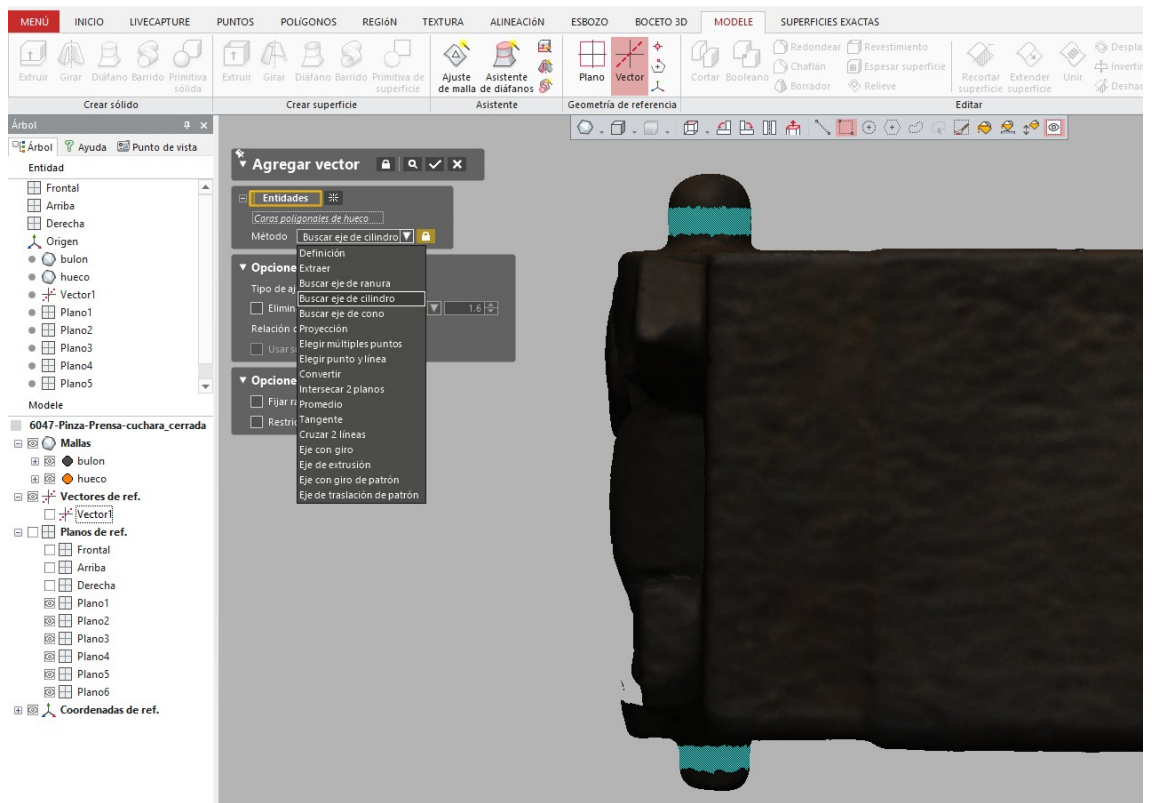 MENÚ INICIO LIVECAPTURE PUNTOS POLÍGONOS REGIÓN TEXTURA ALINEACIÓN ESBOZO BOCETO 3D MODELE SUPERFICIES EXACTAS
Extruir Girar Diáfano Barrido Primitiva sólida
Crear sólido
Extruir Girar Diáfano Barrido Primitiva de superficie
Crear superficie
Ajuste de malla Asistente de diáfanos
Asistente
Plano Vector
Geometría de referencia
Cortar Booleano
Redondear Revestimiento
Chaflán Espesar superficie
Borrador Relieve
Recortar superficie Extender superficie Unir
Editar
Árbol
Árbol Ayuda Punto de vista
Entidad
Frontal
Arriba
Derecha
Origen
bulon
hueco
Vector1
Plano1
Plano2
Plano3
Plano4
Plano5
Modele
6047-Pinza-Prensa-cuchara_cerrada
Mallas
bulon
hueco
Vectores de ref.
Vector1
Planos de ref.
Frontal
Arriba
Derecha
Plano1
Plano2
Plano3
Plano4
Plano5
Plano6
Coordenadas de ref.
Agregar vector
Entidades
Caras poligonales de hueco
Método Buscar eje de cilindro
Definición
Extraer
Buscar eje de ranura
Buscar eje de cilindro
Buscar eje de cono
Proyección
Elegir múltiples puntos
Elegir punto y línea
Convertir
Intersecar 2 planos
Promedio
Tangente
Cruzar 2 líneas
Eje con giro
Eje de extrusión
Eje con giro de patrón
Eje de traslación de patrón
1.6